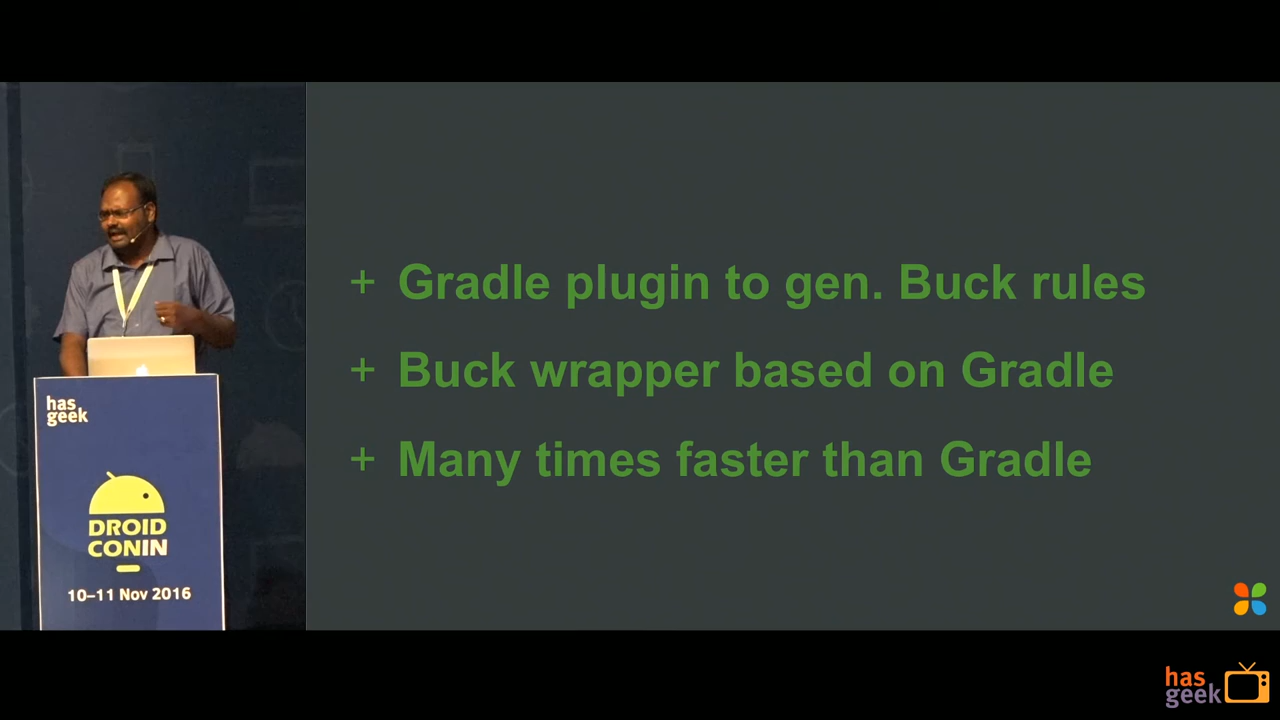 has
geek
DROID
CONIN
10–11 Nov 2016
+ Gradle plugin to gen. Buck rules
+ Buck wrapper based on Gradle
+ Many times faster than Gradle
has
geek